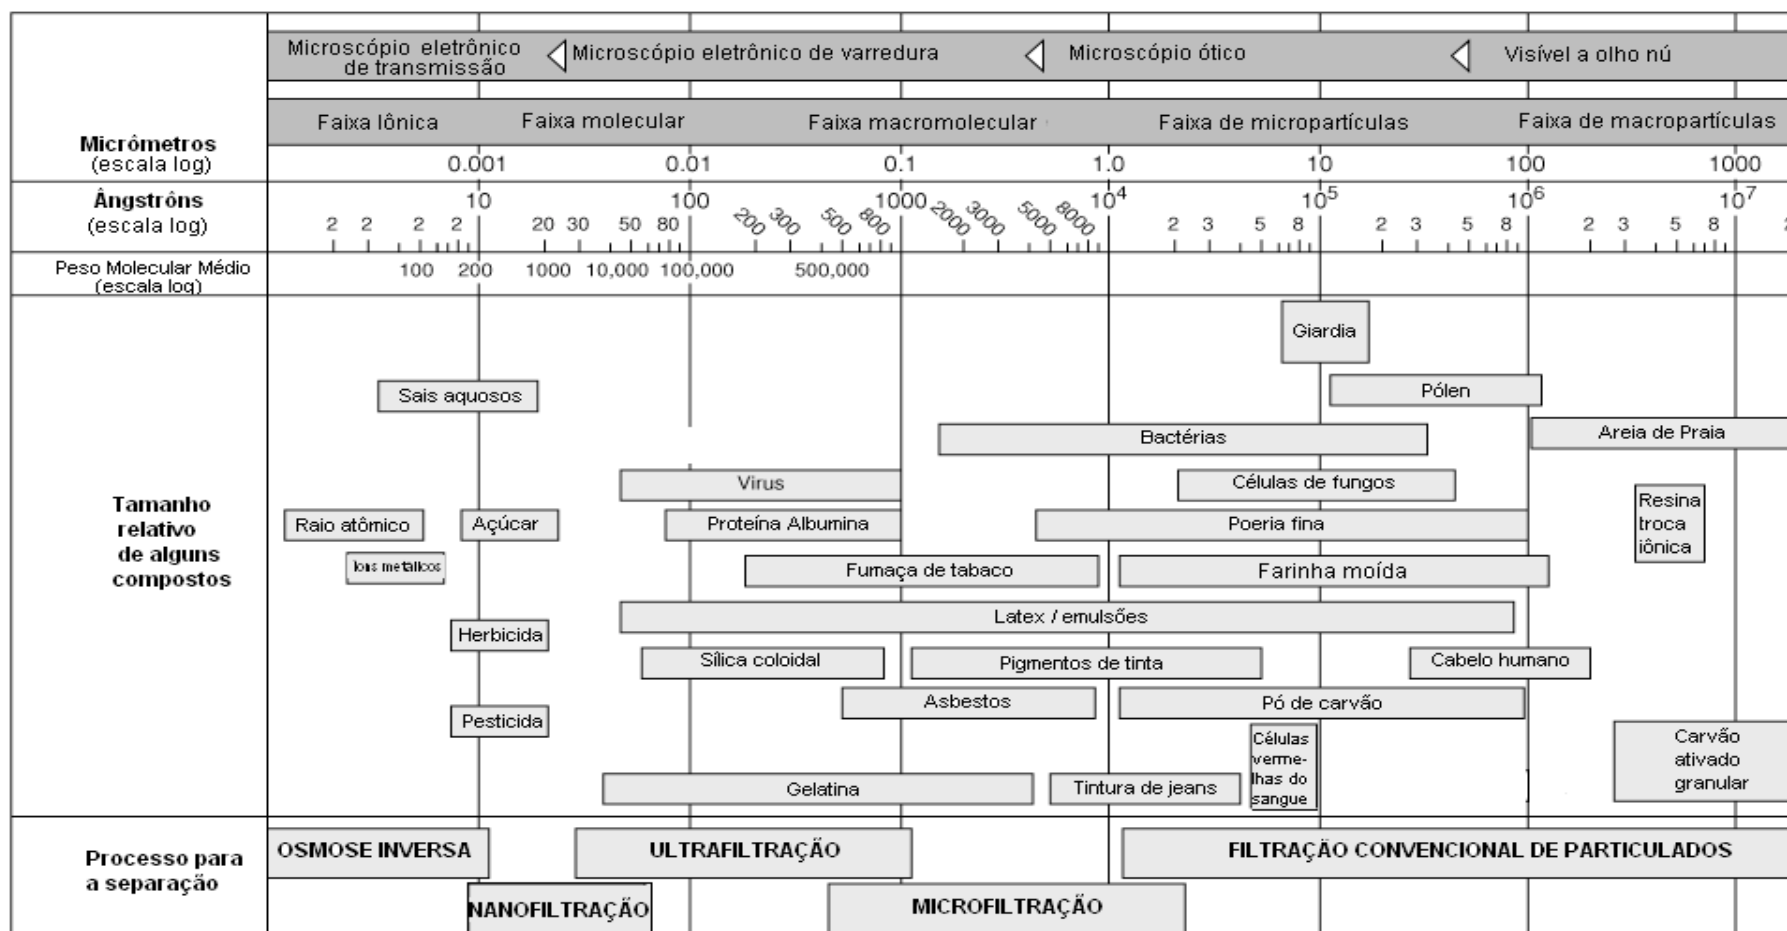 Microscópio eletrônico
de transmissão
Microscópio eletrônico de varredura
Microscópio ótico
Visível a olho nú
Faixa Iônica
Faixa molecular
Faixa macromolecular
Faixa de micropartículas
Faixa de macropartículas
Micrômetros
(escala log)
0.001 0.01 0.1 1.0 10 100 1000
Ångstróns
(escala log)
10 100 1000 10⁴ 10⁵ 10⁶ 10⁷
2 2 2 2 20 30 50 80 200 300 500 800 2000 3000 5000 8000 2 3 5 8 2 3 5 8 2 3 5 8
Peso Molecular Médio
(escala log)
100 200 1000 10,000 100,000 500,000
Tamanho
relativo
de alguns
compostos
Giardia
Sais aquosos
Pólen
Bactérias
Areia de Praia
Virus
Células de fungos
Resina
troca
iônica
Raio atômico
Açúcar
Proteína Albumina
Poeria fina
Ions metálicos
Fumaça de tabaco
Farinha moída
Latex / emulsões
Herbicida
Sílica coloidal
Pigmentos de tinta
Cabelo humano
Asbestos
Pó de carvão
Pesticida
Células
verme-
lhas do
sangue
Carvão
ativado
granular
Gelatina
Tintura de jeans
Processo para
a separação
OSMOSE INVERSA
ULTRAFILTRAÇÃO
FILTRAÇÃO CONVENCIONAL DE PARTICULADOS
NANOFILTRAÇÃO
MICROFILTRAÇÃO